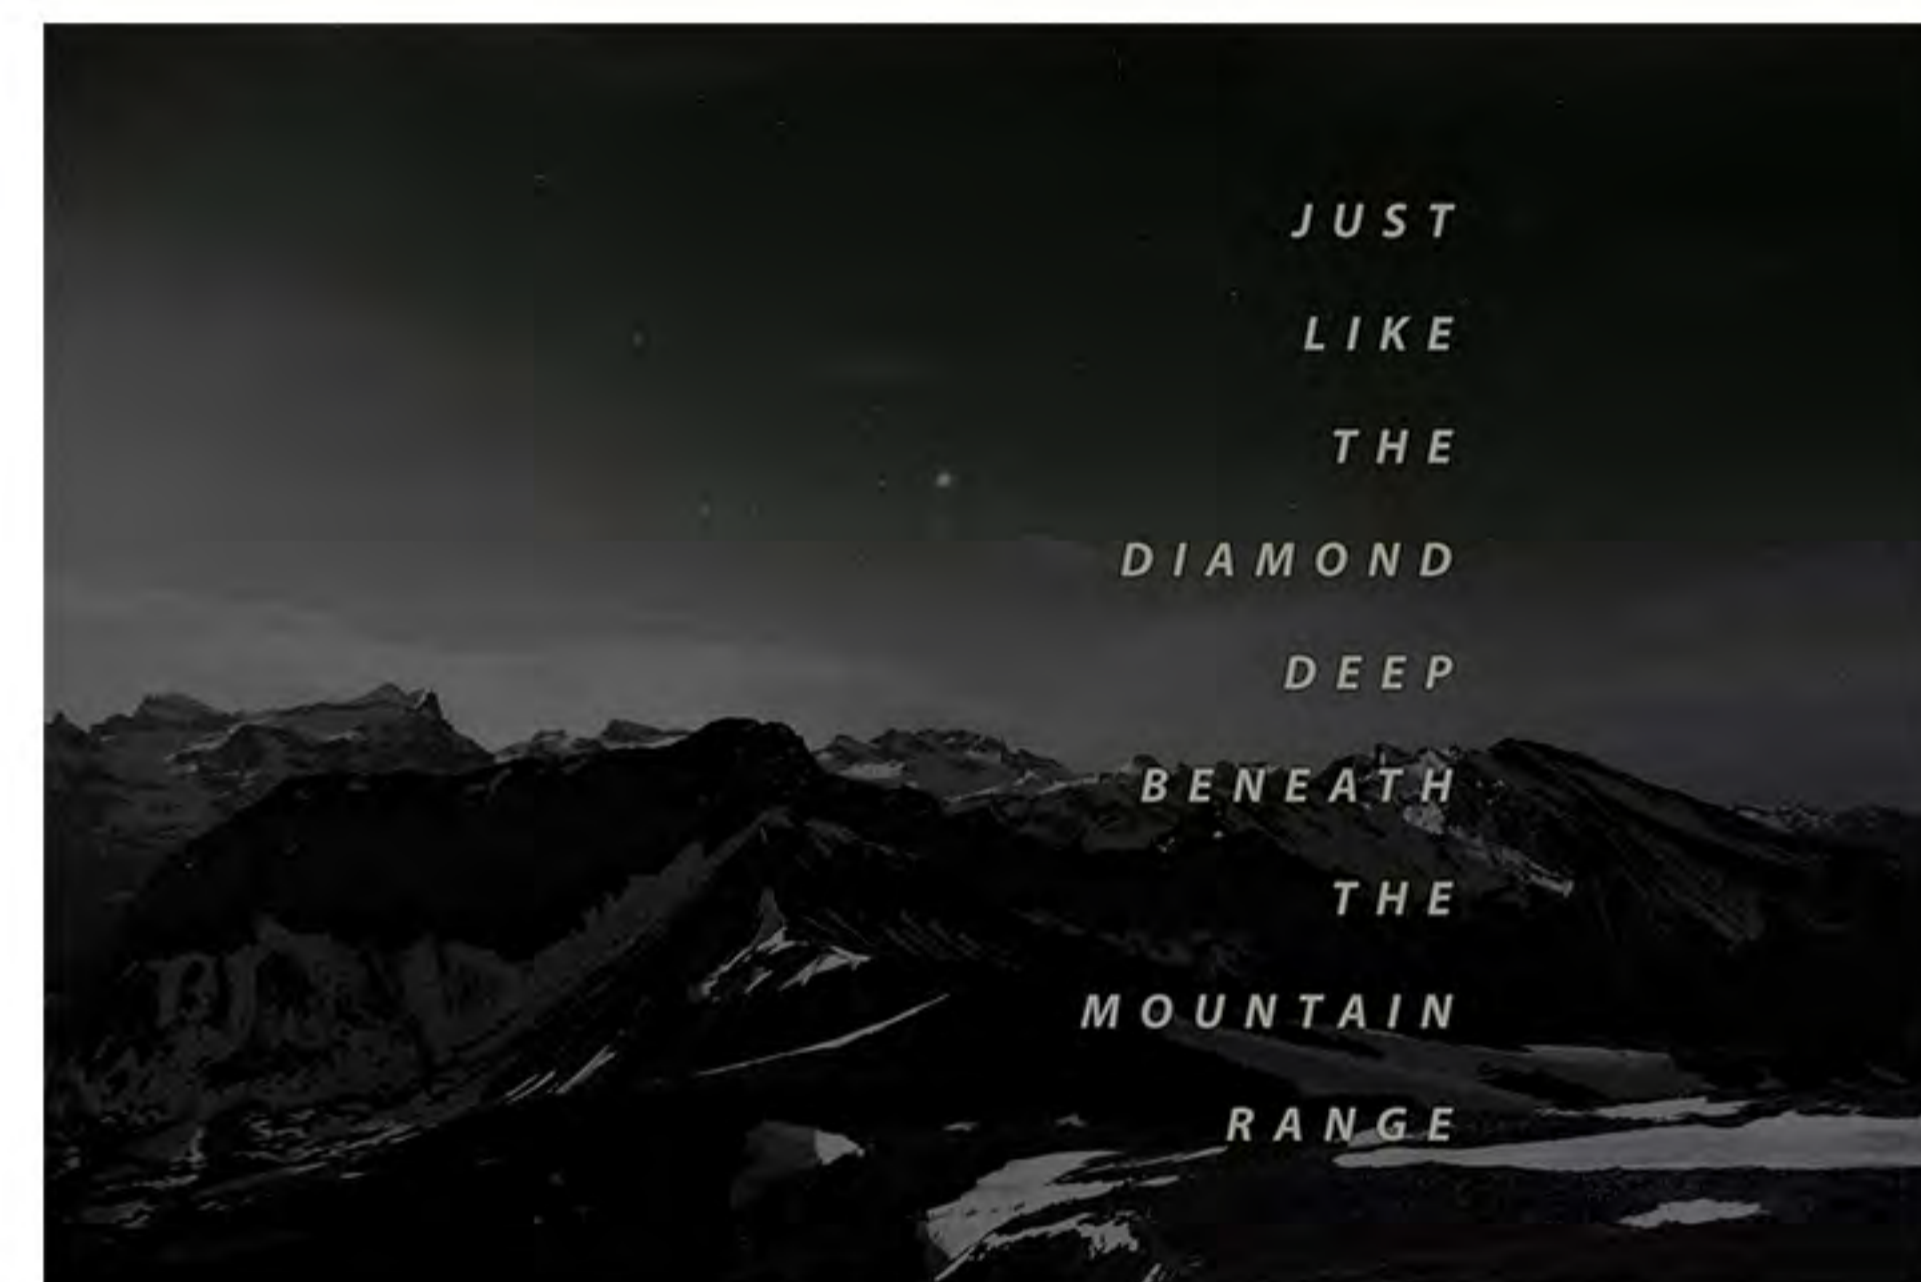 JUST
LIKE
THE
DIAMOND
DEEP
BENEATH
THE
MOUNTAIN
RANGE